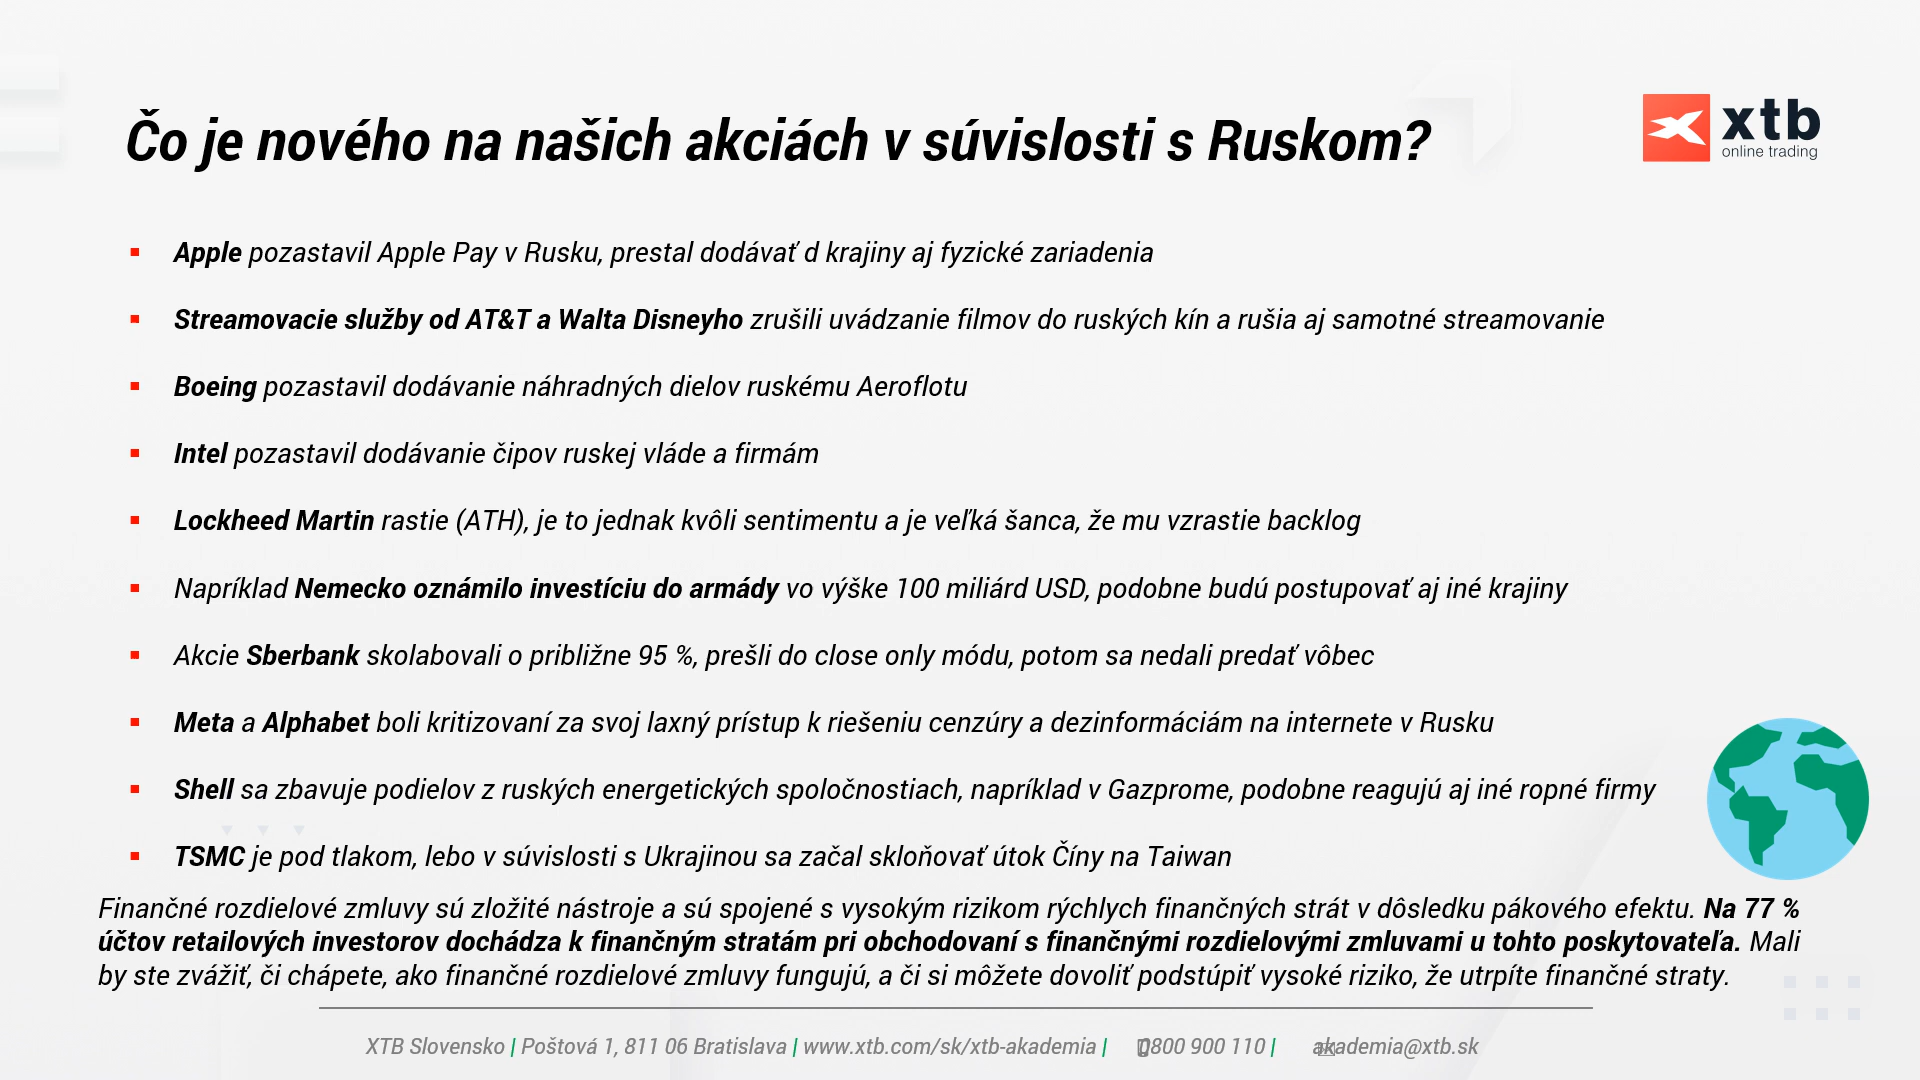 Čo je nového na našich akciách v súvislosti s Ruskom?
xtb
online trading
▪ Apple pozastavil Apple Pay v Rusku, prestal dodávať d krajiny aj fyzické zariadenia
▪ Streamovacie služby od AT&T a Walta Disneyho zrušili uvádzanie filmov do ruských kín a rušia aj samotné streamovanie
▪ Boeing pozastavil dodávanie náhradných dielov ruskému Aeroflotu
▪ Intel pozastavil dodávanie čipov ruskej vláde a firmám
▪ Lockheed Martin rastie (ATH), je to jednak kvôli sentimentu a je veľká šanca, že mu vzrastie backlog
▪ Napríklad Nemecko oznámilo investíciu do armády vo výške 100 miliárd USD, podobne budú postupovať aj iné krajiny
▪ Akcie Sberbank skolabovali o približne 95 %, prešli do close only módu, potom sa nedali predať vôbec
▪ Meta a Alphabet boli kritizovaní za svoj laxný prístup k riešeniu cenzúry a dezinformáciám na internete v Rusku
▪ Shell sa zbavuje podielov z ruských energetických spoločnostiach, napríklad v Gazprome, podobne reagujú aj iné ropné firmy
▪ TSMC je pod tlakom, lebo v súvislosti s Ukrajinou sa začal skloňovať útok Číny na Taiwan
Finančné rozdielové zmluvy sú zložité nástroje a sú spojené s vysokým rizikom rýchlych finančných strát v dôsledku pákového efektu. Na 77 %
účtov retailových investorov dochádza k finančným stratám pri obchodovaní s finančnými rozdielovými zmluvami u tohto poskytovateľa. Mali
by ste zvážiť, či chápete, ako finančné rozdielové zmluvy fungujú, a či si môžete dovoliť podstúpiť vysoké riziko, že utrpíte finančné straty.
XTB Slovensko | Poštová 1, 811 06 Bratislava | www.xtb.com/sk/xtb-akademia | 0800 900 110 | akademia@xtb.sk